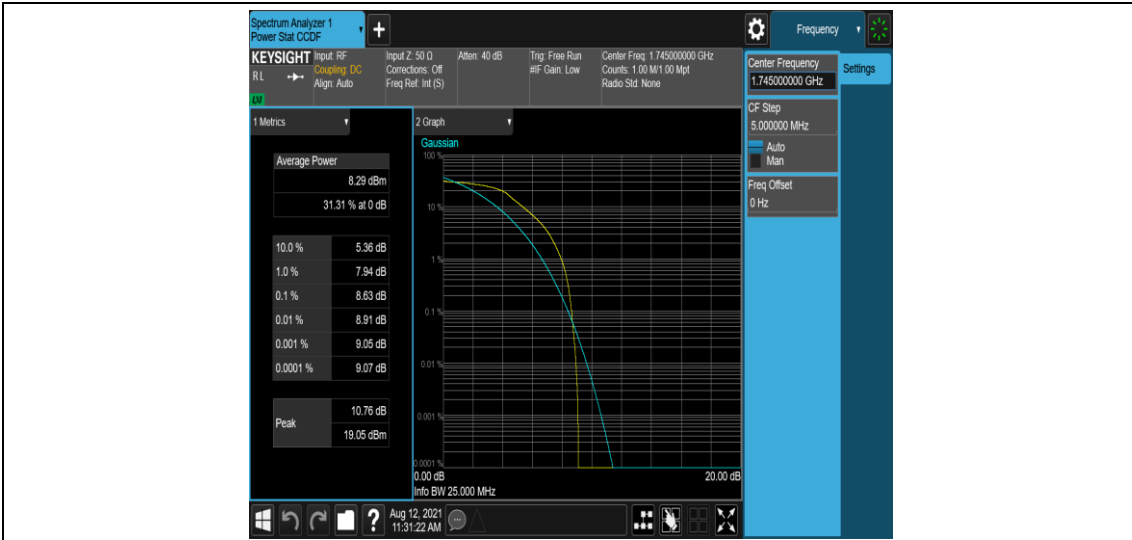 Spectrum Analyzer 1
Power Stat CCDF
+
Frequency
KEYSIGHT
RL
LXI
Input: RF
Coupling: DC
Align: Auto
Input Z: 50 Ω
Corrections: Off
Freq Ref: Int (S)
Atten: 40 dB
Trig: Free Run
#IF Gain: Low
Center Freq: 1.745000000 GHz
Counts: 1.00 M/1.00 Mpt
Radio Std: None
Center Frequency
1.745000000 GHz
Settings
CF Step
5.000000 MHz
Auto
Man
Freq Offset
0 Hz
1 Metrics
Average Power
8.29 dBm
31.31 % at 0 dB
10.0 % 5.36 dB
1.0 % 7.94 dB
0.1 % 8.63 dB
0.01 % 8.91 dB
0.001 % 9.05 dB
0.0001 % 9.07 dB
Peak
10.76 dB
19.05 dBm
2 Graph
Gaussian
100 %
10 %
1 %
0.1 %
0.01 %
0.001 %
0.0001 %
0.00 dB
20.00 dB
Info BW 25.000 MHz
?
Aug 12, 2021
11:31:22 AM